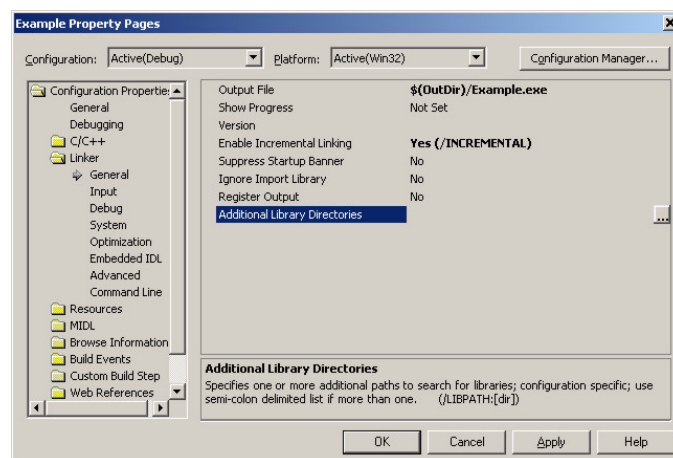 Example Property Pages
Configuration: Active(Debug) Platform: Active(Win32) Configuration Manager...
Configuration Propertie
General
Debugging
C/C++
Linker
General
Input
Debug
System
Optimization
Embedded IDL
Advanced
Command Line
Resources
MIDL
Browse Information
Build Events
Custom Build Step
Web References
Output File $(OutDir)/Example.exe
Show Progress Not Set
Version
Enable Incremental Linking Yes (/INCREMENTAL)
Suppress Startup Banner No
Ignore Import Library No
Register Output No
Additional Library Directories ...
Additional Library Directories
Specifies one or more additional paths to search for libraries; configuration specific; use
semi-colon delimited list if more than one. (/LIBPATH:[dir])
OK Cancel Apply Help